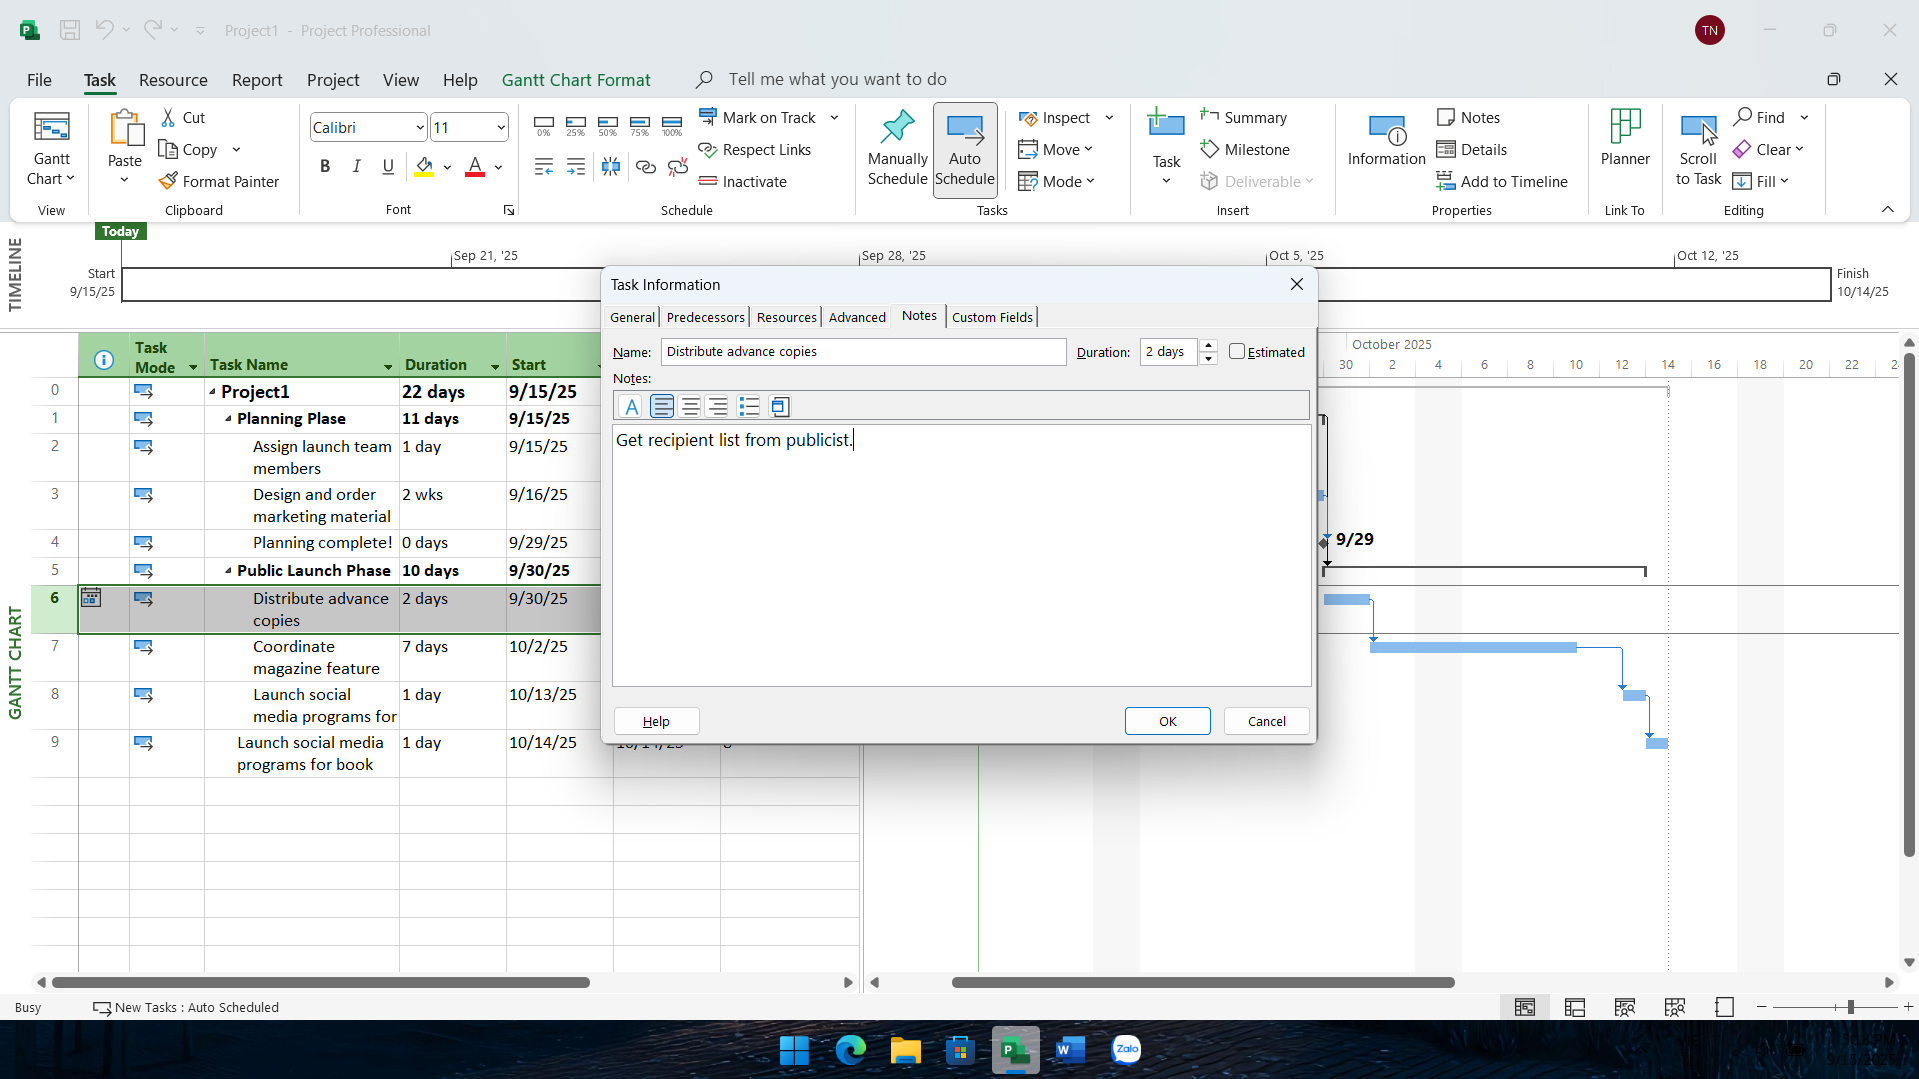 Project1 - Project Professional
TN
File Task Resource Report Project View Help Gantt Chart Format Tell me what you want to do
Gantt Chart
View
Paste
Cut
Copy
Format Painter
Clipboard
Calibri 11
B I U A
Font
0% 25% 50% 75% 100%
Mark on Track
Respect Links
Inactivate
Schedule
Manually Schedule
Auto Schedule
Inspect
Move
Mode
Tasks
Task
Summary
Milestone
Deliverable
Insert
Information
Notes
Details
Add to Timeline
Properties
Planner
Link To
Scroll to Task
Find
Clear
Fill
Editing
TIMELINE
Today
Sep 21, '25 Sep 28, '25 Oct 5, '25 Oct 12, '25
Start
9/15/25
Finish
10/14/25
Task Information
General Predecessors Resources Advanced Notes Custom Fields
Name: Distribute advance copies Duration: 2 days Estimated
Notes:
A
Get recipient list from publicist.
Help OK Cancel
GANTT CHART
Task Mode Task Name Duration Start
0 Project1 22 days 9/15/25
1 Planning Plase 11 days 9/15/25
2 Assign launch team members 1 day 9/15/25
3 Design and order marketing material 2 wks 9/16/25
4 Planning complete! 0 days 9/29/25
5 Public Launch Phase 10 days 9/30/25
6 Distribute advance copies 2 days 9/30/25
7 Coordinate magazine feature 7 days 10/2/25
8 Launch social media programs for 1 day 10/13/25
9 Launch social media programs for book 1 day 10/14/25 10/14/25 8
October 2025
30 2 4 6 8 10 12 14 16 18 20 22
9/29
Busy New Tasks : Auto Scheduled
Zalo